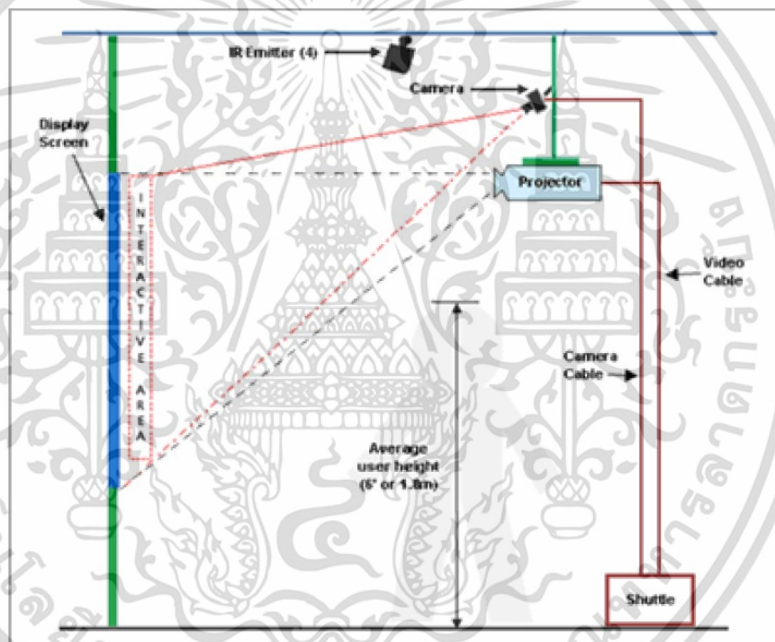 IR Emitter (4)
Camera
Display
Screen
Projector
INTERACTIVE AREA
Video
Cable
Camera
Cable
Average
user height
(6' or 1.8m)
Shuttle